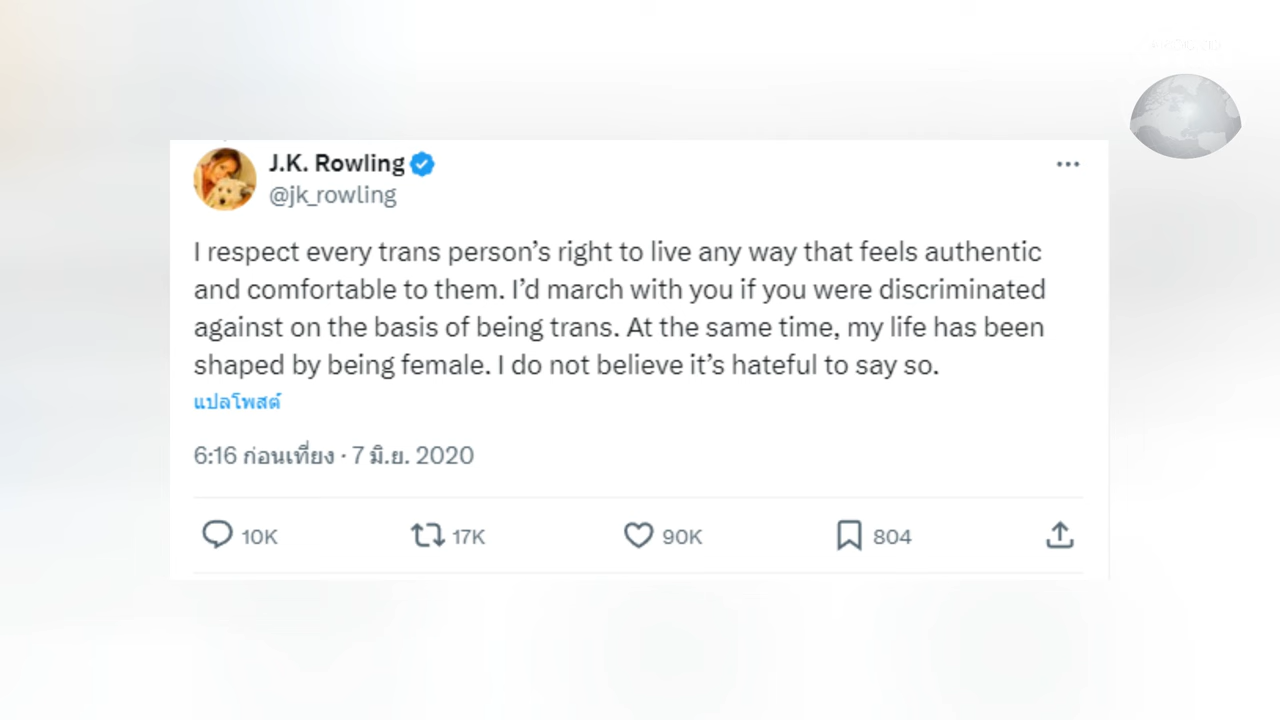 J.K. Rowling
@jk_rowling
I respect every trans person’s right to live any way that feels authentic
and comfortable to them. I’d march with you if you were discriminated
against on the basis of being trans. At the same time, my life has been
shaped by being female. I do not believe it’s hateful to say so.
แปลโพสต์
6:16 ก่อนเที่ยง · 7 มิ.ย. 2020
10K 17K 90K 804